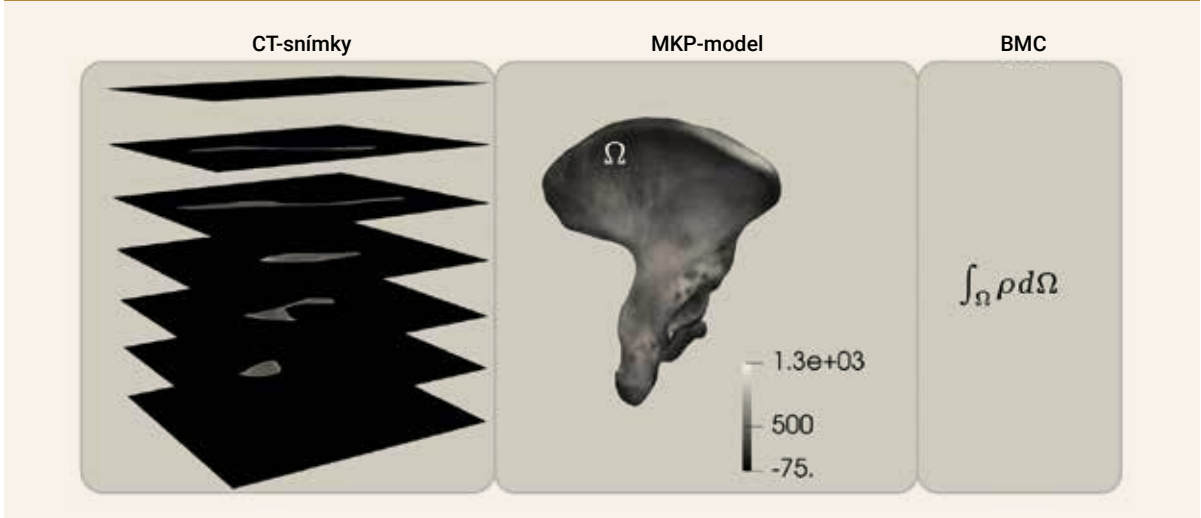 CT-snímky
MKP-model
BMC
Ω
∫Ω ρdΩ
1.3e+03
500
-75.